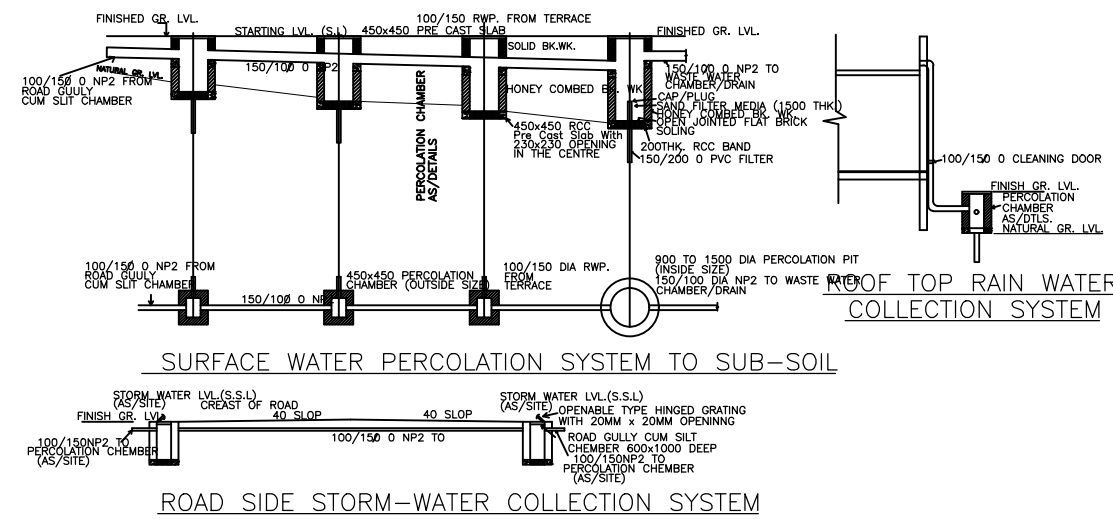 FINISHED GR. LVL.
100/150 RWP. FROM TERRACE
STARTING LVL. (S.L)
450x450 PRE CAST SLAB
FINISHED GR. LVL.
SOLID BK.WK.
NATURAL GR. LVL.
150/100 0 NP2
100/150 0 NP2 FROM
ROAD GUULY
CUM SLIT CHAMBER
PERCOLATION CHAMBER
AS/DETAILS
HONEY COMBED BK. WK
150/100 0 NP2 TO
WASTE WATER
CHAMBER/DRAIN
CAP/PLUG
SAND FILTER MEDIA (1500 THK.)
HONEY COMBED BK. WK.
OPEN JOINTED FLAT BRICK
SOLING
450x450 RCC
Pre Cast Slab With
230x230 OPENING
IN THE CENTRE
200THK. RCC BAND
150/200 0 PVC FILTER
100/150 0 CLEANING DOOR
FINISH GR. LVL.
PERCOLATION
CHAMBER
AS/DTLS.
NATURAL GR. LVL.
ROOF TOP RAIN WATER
COLLECTION SYSTEM
100/150 0 NP2 FROM
ROAD GUULY
CUM SLIT CHAMBER
150/100 0 NP2
450x450 PERCOLATION
CHAMBER (OUTSIDE SIZE)
100/150 DIA RWP.
FROM
TERRACE
900 TO 1500 DIA PERCOLATION PIT
(INSIDE SIZE)
150/100 DIA NP2 TO WASTE WATER
CHAMBER/DRAIN
SURFACE WATER PERCOLATION SYSTEM TO SUB-SOIL
STORM WATER LVL.(S.S.L)
(AS/SITE)
CREAST OF ROAD
FINISH GR. LVL
40 SLOP
40 SLOP
STORM WATER LVL.(S.S.L)
(AS/SITE)
OPENABLE TYPE HINGED GRATING
WITH 20MM x 20MM OPENINNG
100/150NP2 TO
PERCOLATION CHEMBER
(AS/SITE)
100/150 0 NP2 TO
ROAD GULLY CUM SILT
CHEMBER 600x1000 DEEP
100/150NP2 TO
PERCOLATION CHEMBER
(AS/SITE)
ROAD SIDE STORM-WATER COLLECTION SYSTEM